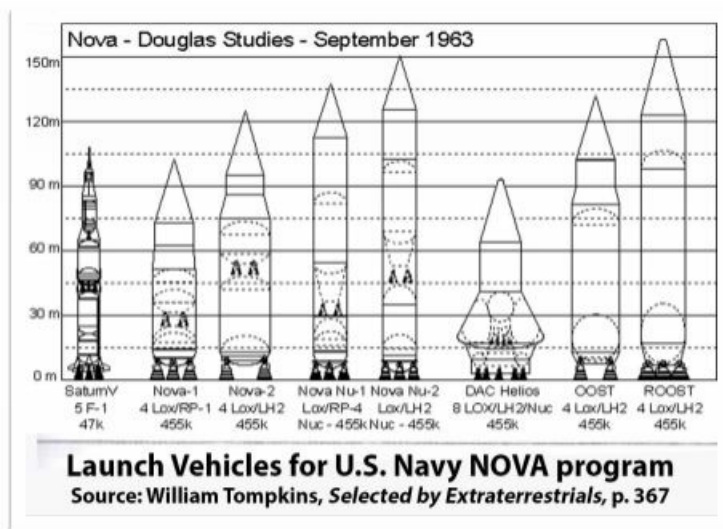 Nova - Douglas Studies - September 1963
150m
120m
90 m
60 m
30 m
0 m
SaturnV Nova-1 Nova-2 Nova Nu-1 Nova Nu-2 DAC Helios OOST ROOST
5 F-1 4 Lox/RP-1 4 Lox/LH2 Lox/RP-4 Lox/LH2 8 LOX/LH2/Nuc 4 Lox/LH2 4 Lox/LH2
47k 455k 455k Nuc - 455k Nuc - 455k 455k 455k 455k
Launch Vehicles for U.S. Navy NOVA program
Source: William Tompkins, Selected by Extraterrestrials, p. 367